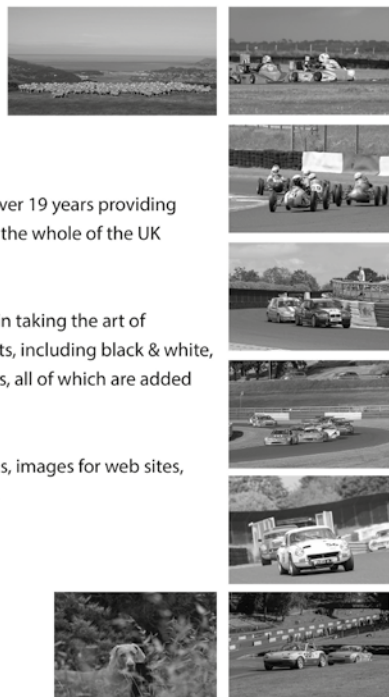 ver 19 years providing
the whole of the UK
n taking the art of
ts, including black & white,
s, all of which are added
s, images for web sites,